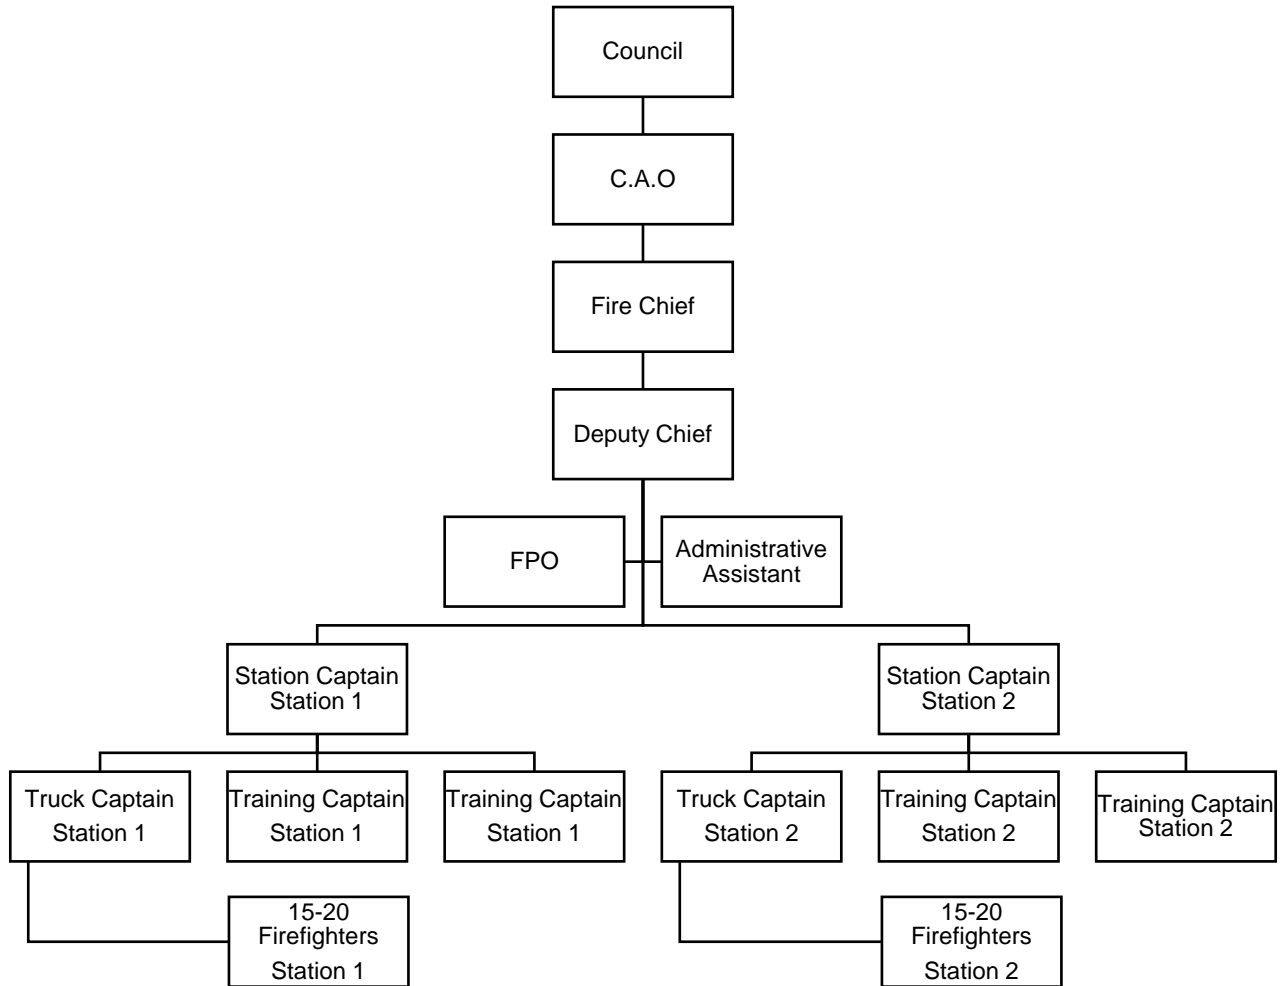 Council
C.A.O
Fire Chief
Deputy Chief
FPO
Administrative
Assistant
Station Captain
Station 1
Station Captain
Station 2
Truck Captain
Station 1
Training Captain
Station 1
Training Captain
Station 1
Truck Captain
Station 2
Training Captain
Station 2
Training Captain
Station 2
15-20
Firefighters
Station 1
15-20
Firefighters
Station 2